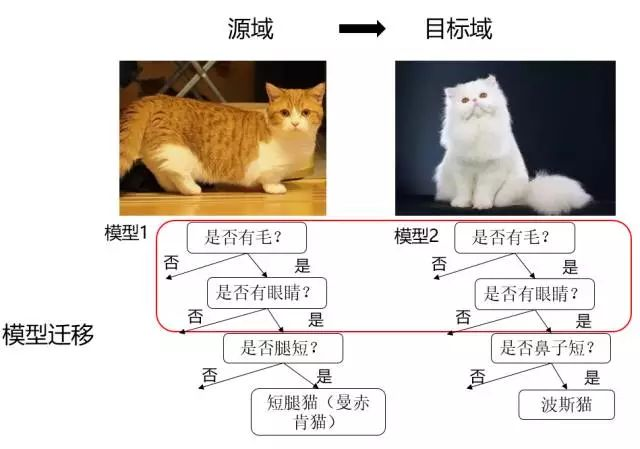 源域
目标域
模型1
是否有毛？
模型2
是否有毛？
否
是
否
是
是否有眼睛？
是否有眼睛？
模型迁移
否
是
否
是
是否腿短？
是否鼻子短？
否
是
否
是
短腿猫（曼赤
肯猫）
波斯猫